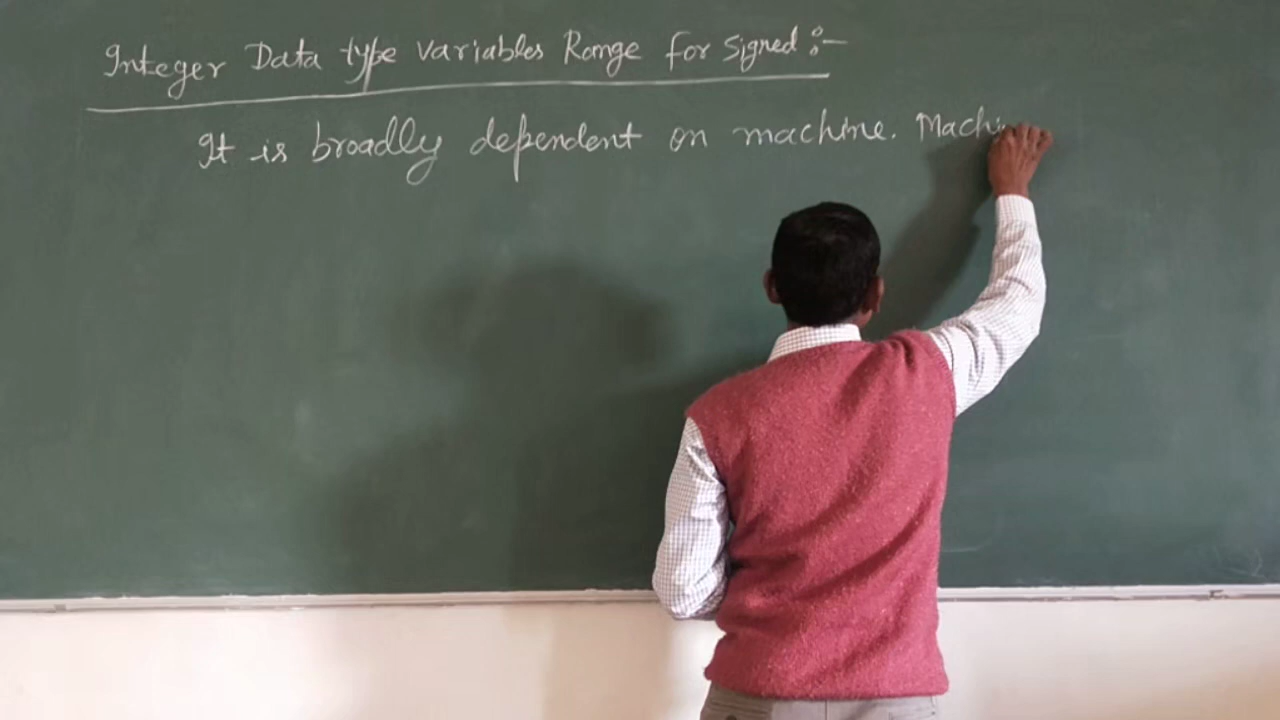 Integer Data type variables Range for Signed :-
It is broadly dependent on machine. Machi